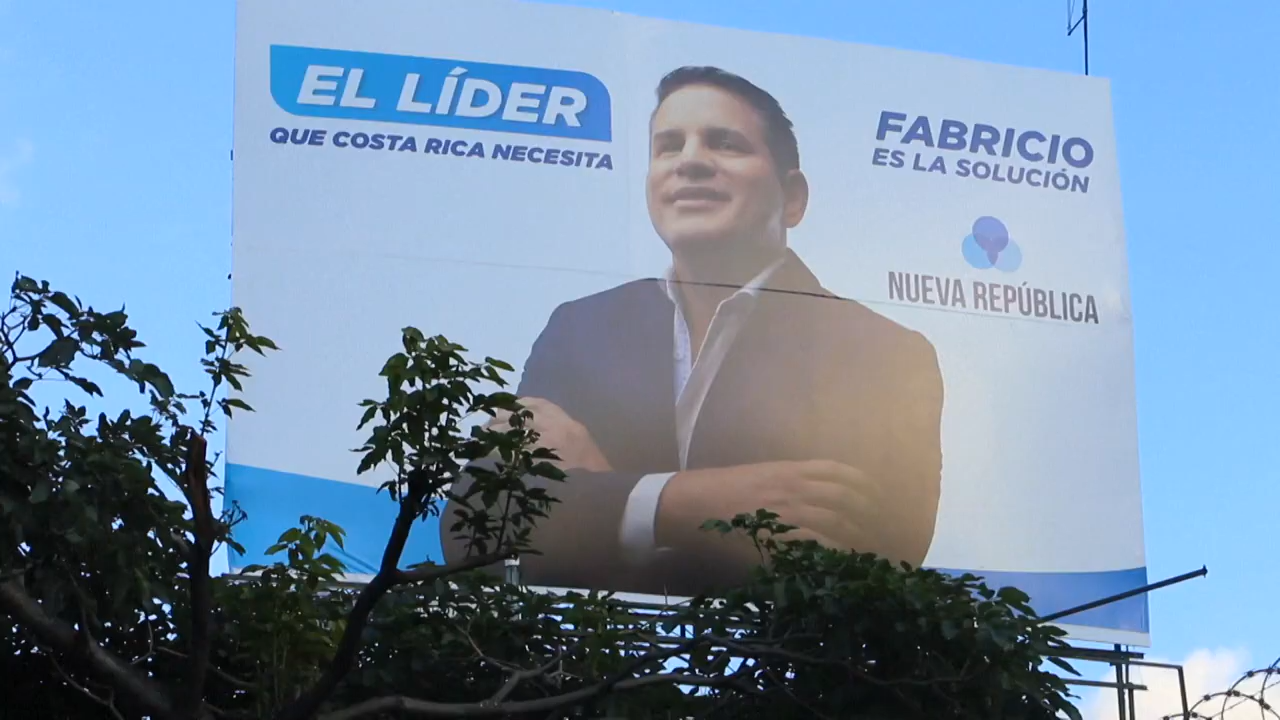 EL LÍDER
QUE COSTA RICA NECESITA
FABRICIO
ES LA SOLUCIÓN
NUEVA REPÚBLICA